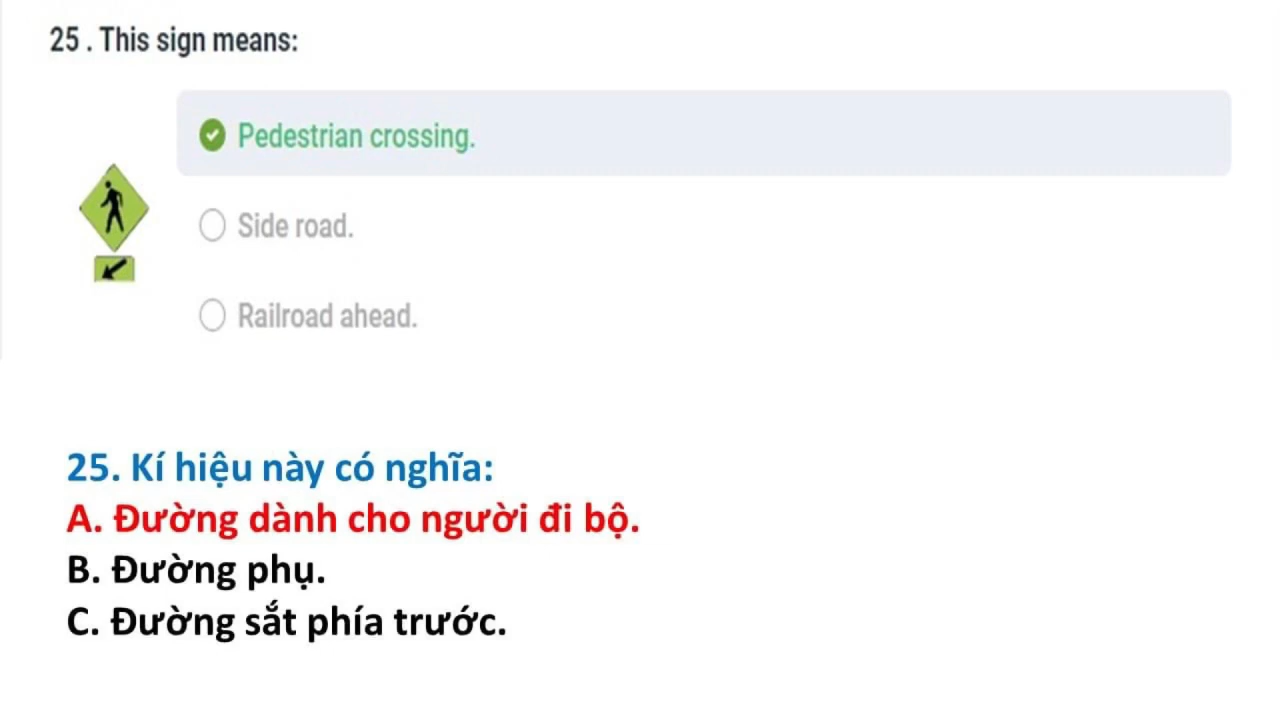 25 . This sign means:
Pedestrian crossing.
Side road.
Railroad ahead.
25. Kí hiệu này có nghĩa:
A. Đường dành cho người đi bộ.
B. Đường phụ.
C. Đường sắt phía trước.